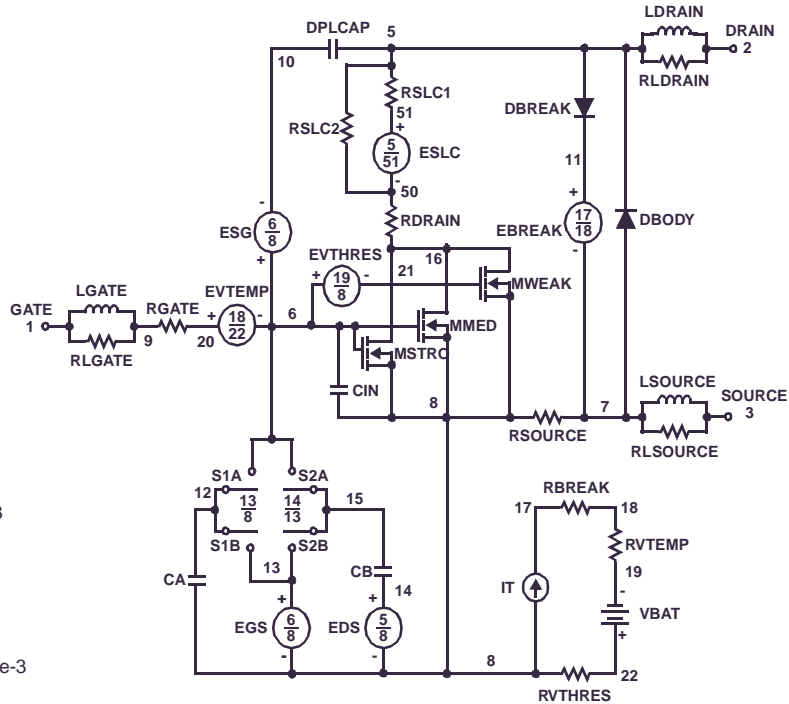 LDRAIN
DPLCAP 5 DRAIN
10 2
RSLC1 RLDRAIN
DBREAK
51
RSLC2 +
5
51 ESLC
11
- 50
- +
17
18
6
8 RDRAIN DBODY
ESG EBREAK
EVTHRES 16
+ + 19 - 21 -
8 MWEAK
LGATE EVTEMP
GATE RGATE + 18 - 6 MMED
1 22
9 20 MSTRO
RLGATE LSOURCE
CIN 8 7 SOURCE
3
RSOURCE
RLSOURCE
S1A S2A RBREAK
12 13 14 15 17 18
8 13
S1B S2B RVTEMP
13 CB 19
CA 14 IT -
+ + VBAT
EGS 6 EDS 5 +
8 8
- - 8 22
RVTHRES
3
e-3